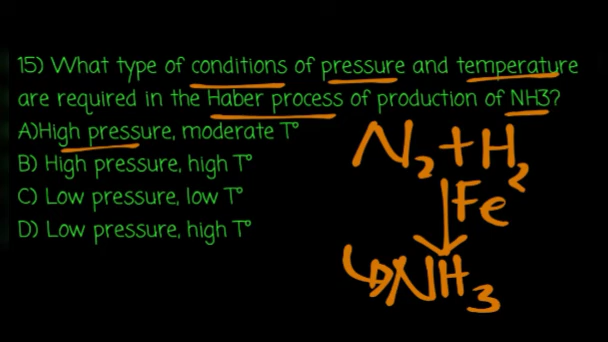 15) What type of conditions of pressure and temperature
are required in the Haber process of production of NH3?
A)High pressure, moderate T°
B) High pressure, high T°
C) Low pressure, low T°
D) Low pressure, high T°
N₂+H₂
Fe
NH₃